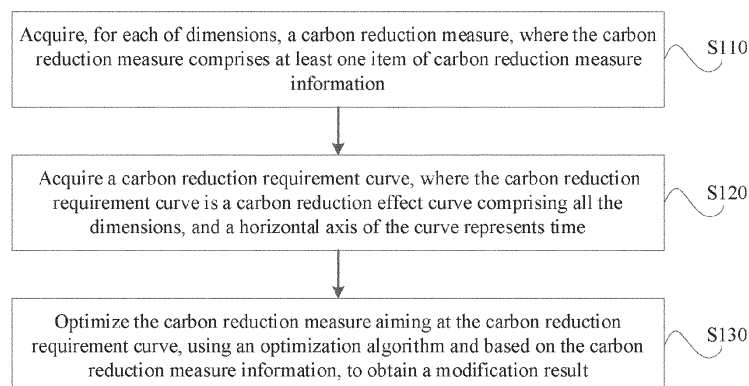 Acquire, for each of dimensions, a carbon reduction measure, where the carbon
reduction measure comprises at least one item of carbon reduction measure
information
S110
Acquire a carbon reduction requirement curve, where the carbon reduction
requirement curve is a carbon reduction effect curve comprising all the
dimensions, and a horizontal axis of the curve represents time
S120
Optimize the carbon reduction measure aiming at the carbon reduction
requirement curve, using an optimization algorithm and based on the carbon
reduction measure information, to obtain a modification result
S130